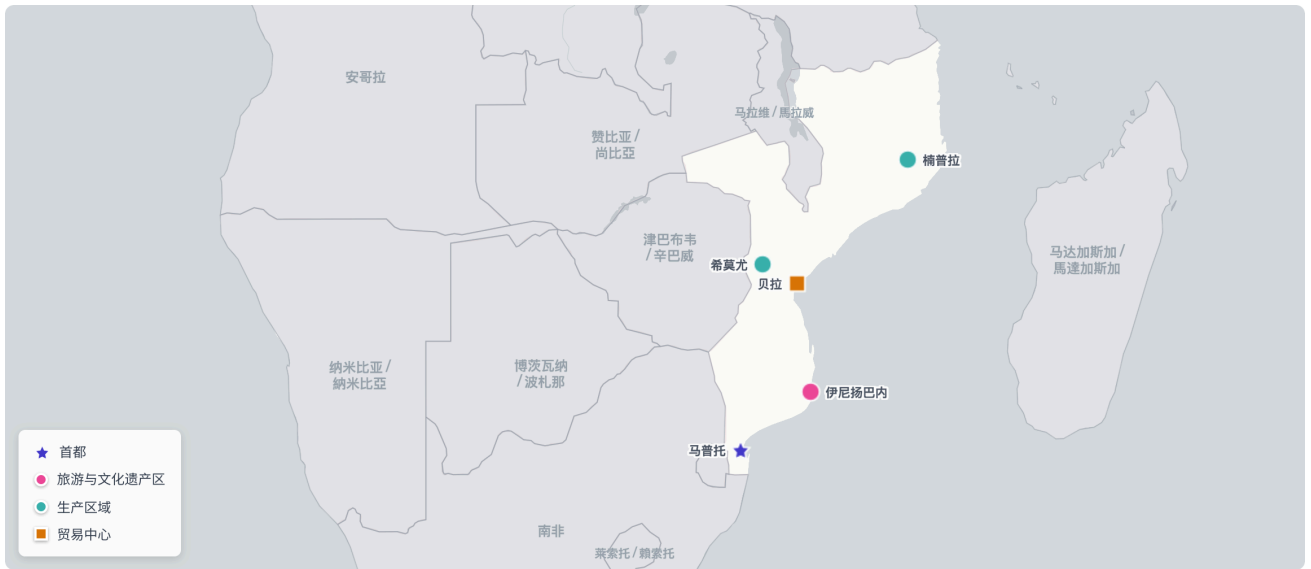 安哥拉
赞比亚 /
尚比亞
马拉维 / 馬拉威
楠普拉
津巴布韦
/ 辛巴威
希莫尤
贝拉
马达加斯加 /
馬達加斯加
纳米比亚 /
納米比亞
博茨瓦纳
/ 波札那
伊尼扬巴内
马普托
南非
莱索托 / 賴索托
首都
旅游与文化遗产区
生产区域
贸易中心